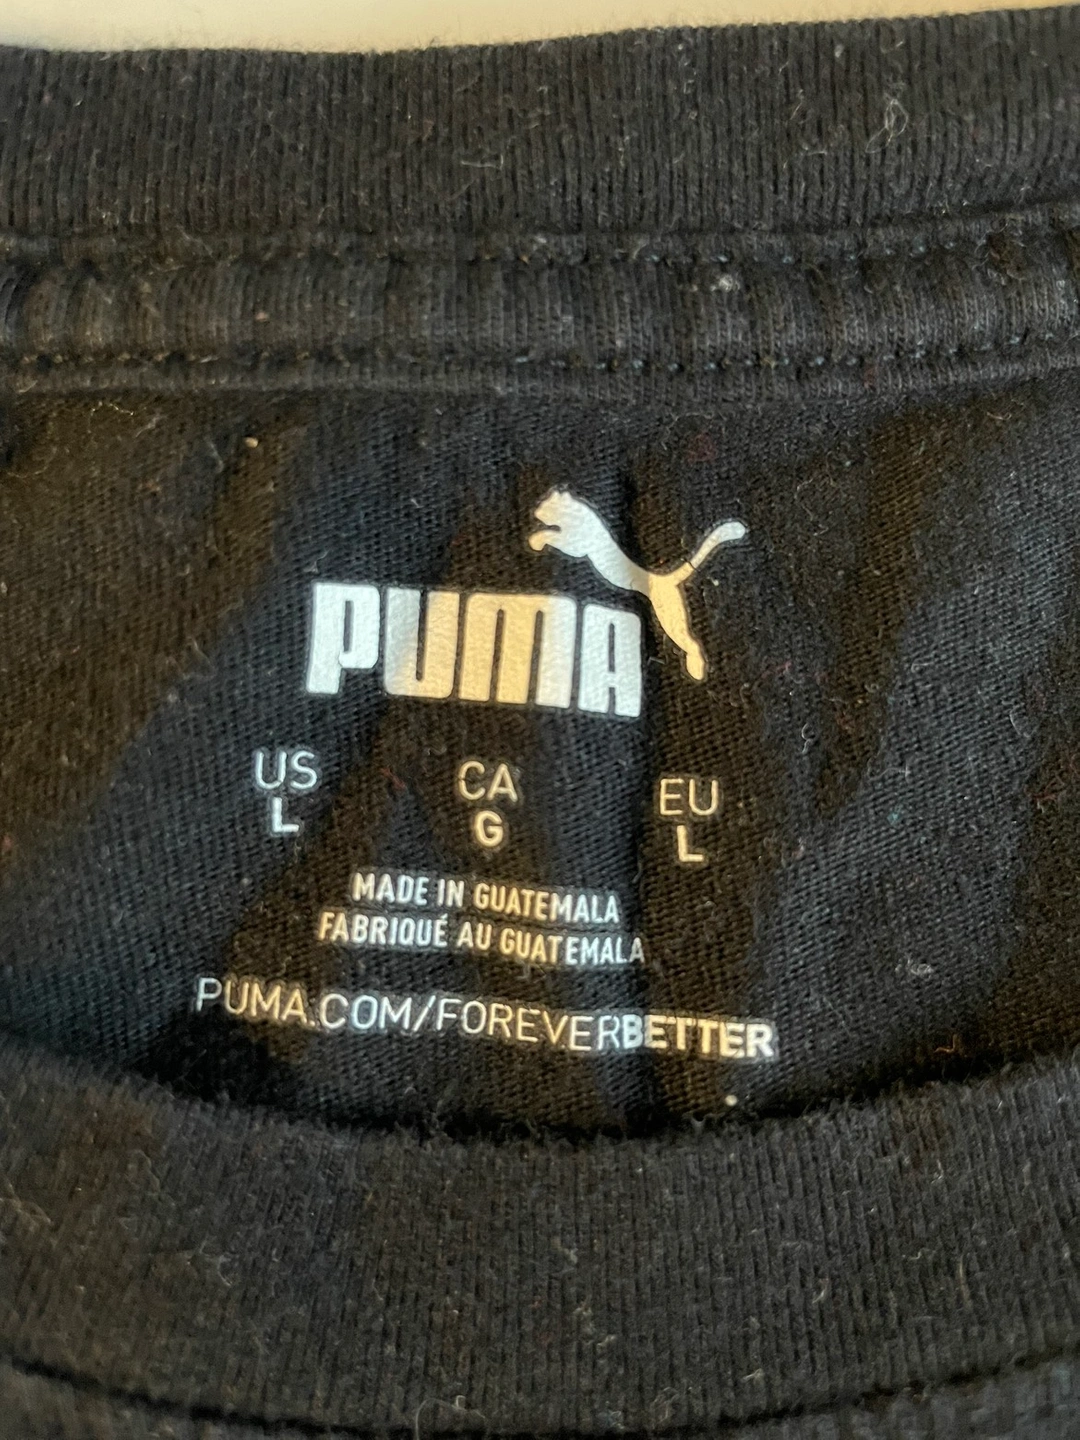 PUMA
US CA EU
L G L
MADE IN GUATEMALA
FABRIQUÉ AU GUATEMALA
PUMA.COM/FOREVERBETTER